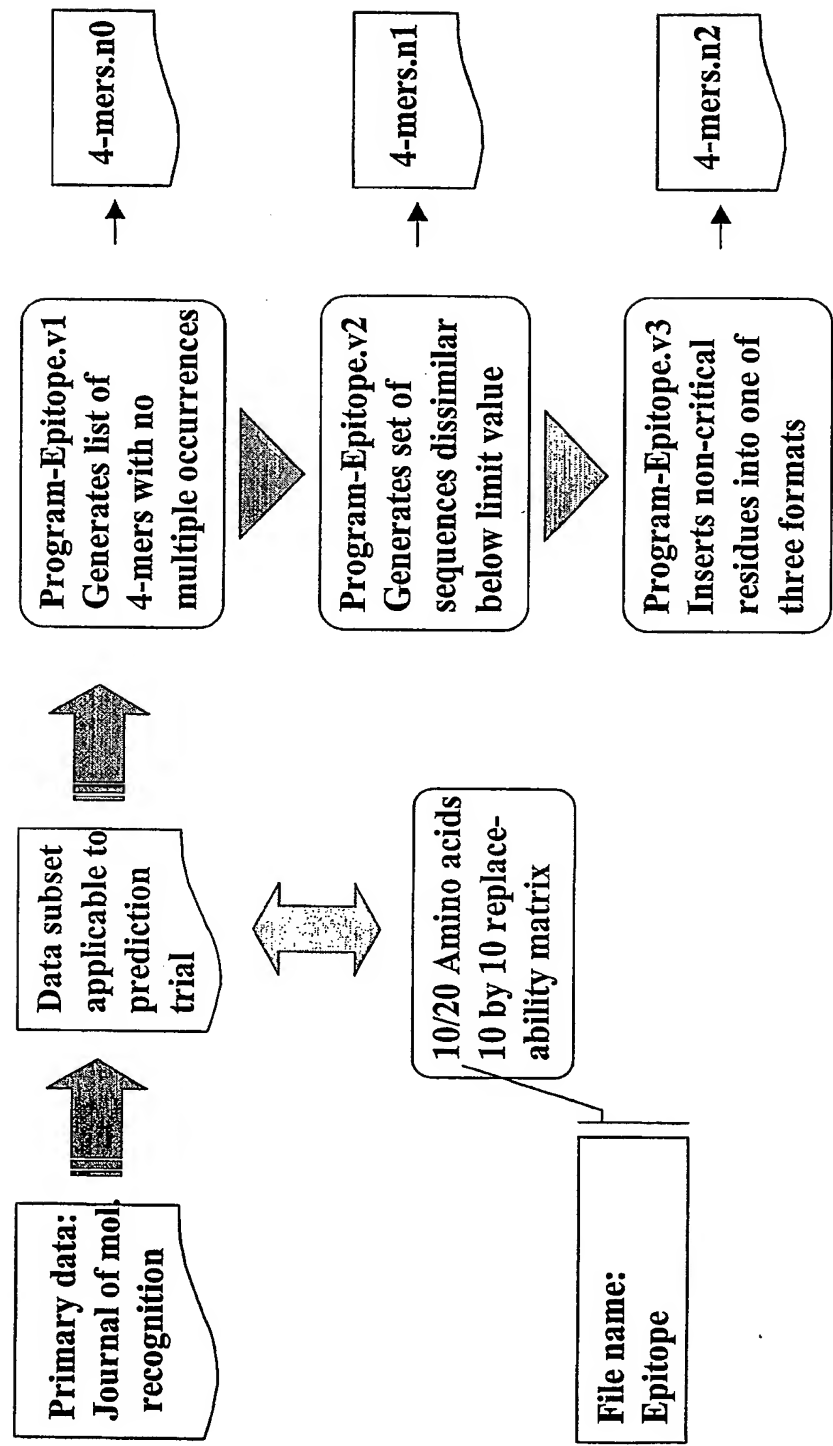 Primary data:
Journal of mol.
recognition
Data subset
applicable to
prediction
trial
Program-Epitope.v1
Generates list of
4-mers with no
multiple occurrences
4-mers.n0
10/20 Amino acids
10 by 10 replace-
ability matrix
Program-Epitope.v2
Generates set of
sequences dissimilar
below limit value
4-mers.n1
File name:
Epitope
Program-Epitope.v3
Inserts non-critical
residues into one of
three formats
4-mers.n2